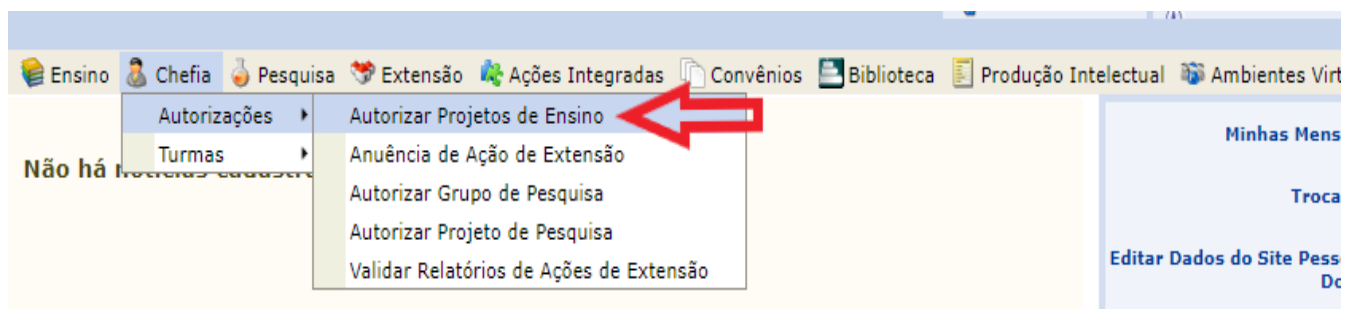 Ensino Chefia Pesquisa Extensão Ações Integradas Convênios Biblioteca Produção Intelectual Ambientes Virt
Autorizações Autorizar Projetos de Ensino
Minhas Mens
Turmas Anuência de Ação de Extensão
Não há
Autorizar Grupo de Pesquisa
Troca
Autorizar Projeto de Pesquisa
Editar Dados do Site Pess
Validar Relatórios de Ações de Extensão
Do